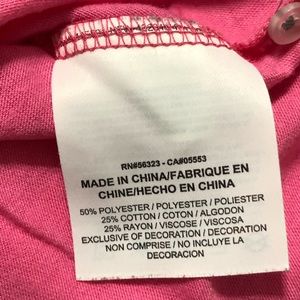 RN#56323 - CA#05553
MADE IN CHINA/FABRIQUE EN
CHINE/HECHO EN CHINA
50% POLYESTER / POLYESTER / POLIESTER
25% COTTON / COTON / ALGODON
25% RAYON / VISCOSE / VISCOSA
EXCLUSIVE OF DECORATION / DECORATION
NON COMPRISE / NO INCLUYE LA
DECORACION